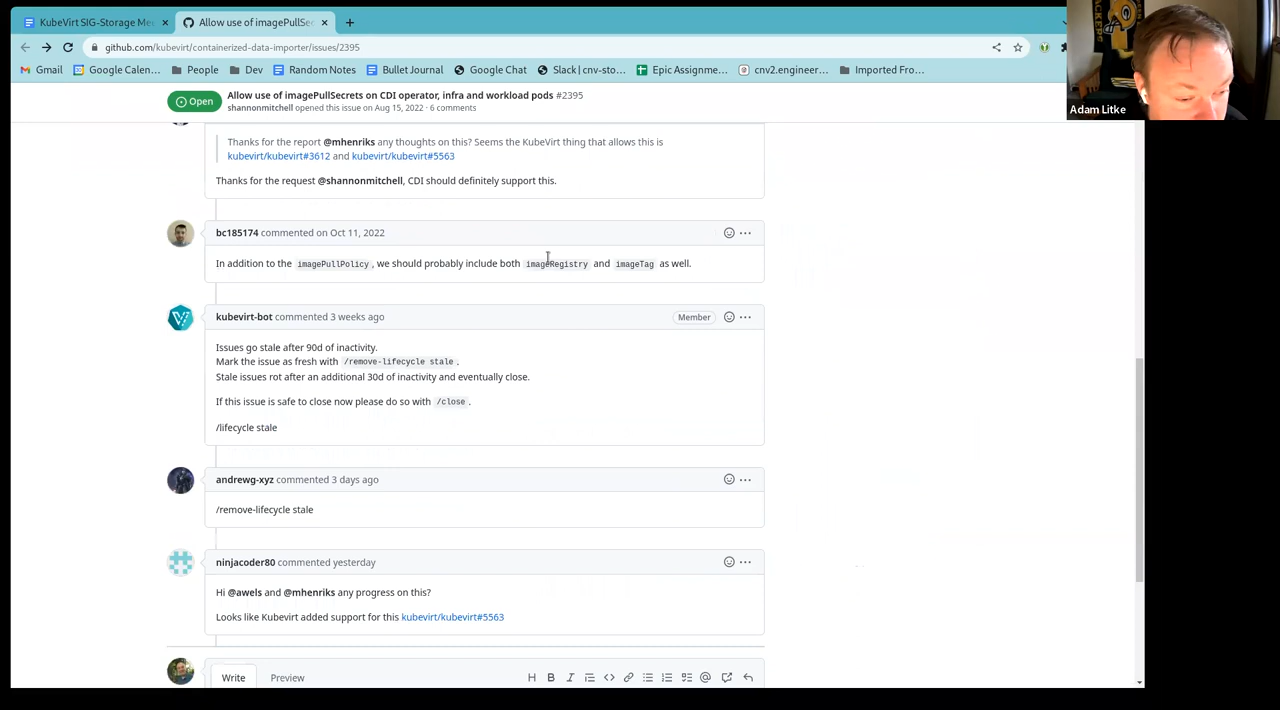 KubeVirt SIG-Storage Me
Allow use of imagePullSec
github.com/kubevirt/containerized-data-importer/issues/2395
Gmail
Google Calen...
People
Dev
Random Notes
Bullet Journal
Google Chat
Slack | cnv-sto...
Epic Assignme...
cnv2.engineer...
Imported Fro...
Adam Litke
Open
Allow use of imagePullSecrets on CDI operator, infra and workload pods #2395
shannonmitchell opened this issue on Aug 15, 2022 · 6 comments
Thanks for the report @mhenriks any thoughts on this? Seems the KubeVirt thing that allows this is
kubevirt/kubevirt#3612 and kubevirt/kubevirt#5563
Thanks for the request @shannonmitchell, CDI should definitely support this.
bc185174 commented on Oct 11, 2022
In addition to the imagePullPolicy, we should probably include both imageRegistry and imageTag as well.
kubevirt-bot commented 3 weeks ago
Member
Issues go stale after 90d of inactivity.
Mark the issue as fresh with /remove-lifecycle stale.
Stale issues rot after an additional 30d of inactivity and eventually close.
If this issue is safe to close now please do so with /close.
/lifecycle stale
andrewg-xyz commented 3 days ago
/remove-lifecycle stale
ninjacoder80 commented yesterday
Hi @awels and @mhenriks any progress on this?
Looks like Kubevirt added support for this kubevirt/kubevirt#5563
Write
Preview